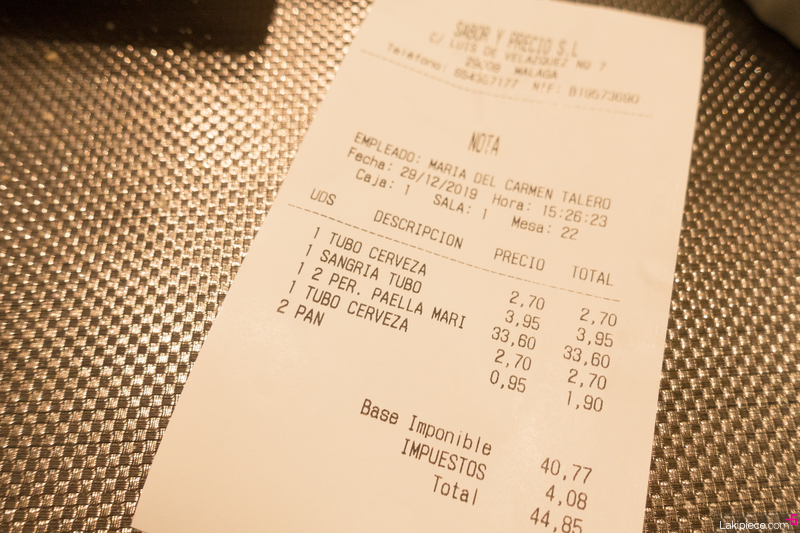 SABOR Y PRECIO S.L
C/ LUIS DE VELAZQUEZ NO 7
MALAGA
Teléfono: NIF: B19573690
NOTA
EMPLEADO: MARIA DEL CARMEN TALERO
Fecha: 29/12/2019 Hora: 15:26:23
Caja: 1 SALA: 1 Mesa: 22
UDS DESCRIPCION PRECIO TOTAL
1 TUBO CERVEZA 2,70 2,70
1 SANGRIA TUBO 3,95 3,95
1 2 PER. PAELLA MARI 33,60 33,60
1 TUBO CERVEZA 2,70 2,70
2 PAN 0,95 1,90
Base Imponible 40,77
IMPUESTOS 4,08
Total 44,85
Lakipiece.com